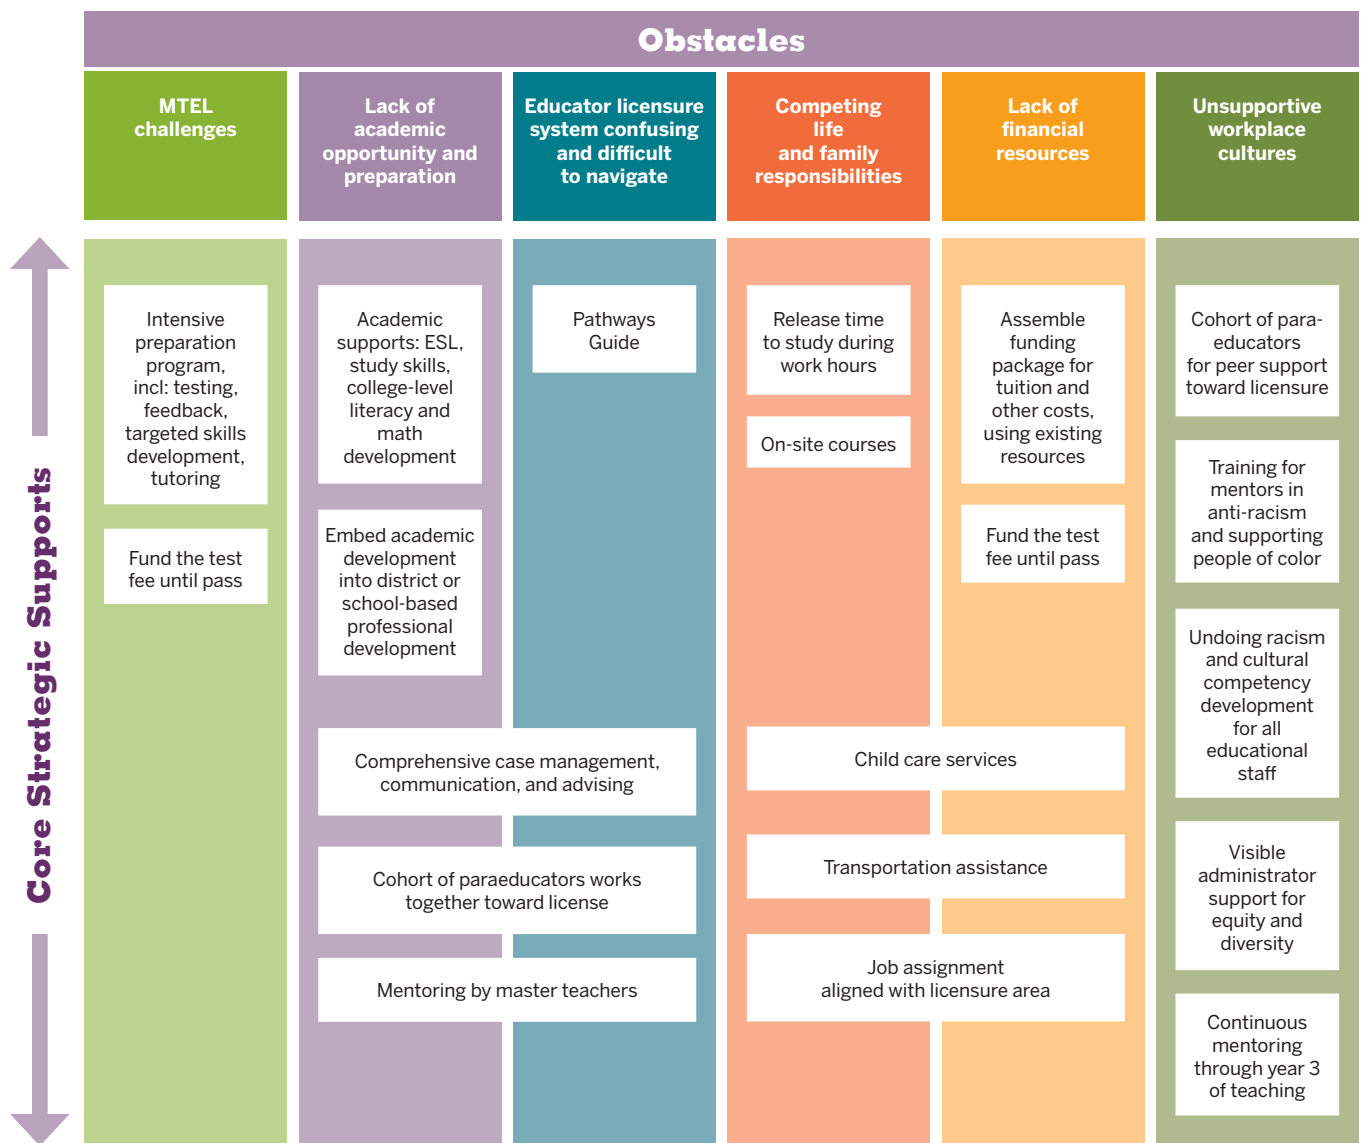 Obstacles
MTEL
challenges
Lack of
academic
opportunity and
preparation
Educator licensure
system confusing
and difficult
to navigate
Competing
life
and family
responsibilities
Lack of
financial
resources
Unsupportive
workplace
cultures
Core Strategic Supports
Intensive
preparation
program,
incl: testing,
feedback,
targeted skills
development,
tutoring
Fund the test
fee until pass
Academic
supports: ESL,
study skills,
college-level
literacy and
math
development
Embed academic
development
into district or
school-based
professional
development
Pathways
Guide
Comprehensive case management,
communication, and advising
Cohort of paraeducators works
together toward license
Mentoring by master teachers
Release time
to study during
work hours
On-site courses
Assemble
funding
package for
tuition and
other costs,
using existing
resources
Fund the test
fee until pass
Child care services
Transportation assistance
Job assignment
aligned with licensure area
Cohort of para-
educators
for peer support
toward licensure
Training for
mentors in
anti-racism
and supporting
people of color
Undoing racism
and cultural
competency
development
for all
educational
staff
Visible
administrator
support for
equity and
diversity
Continuous
mentoring
through year 3
of teaching